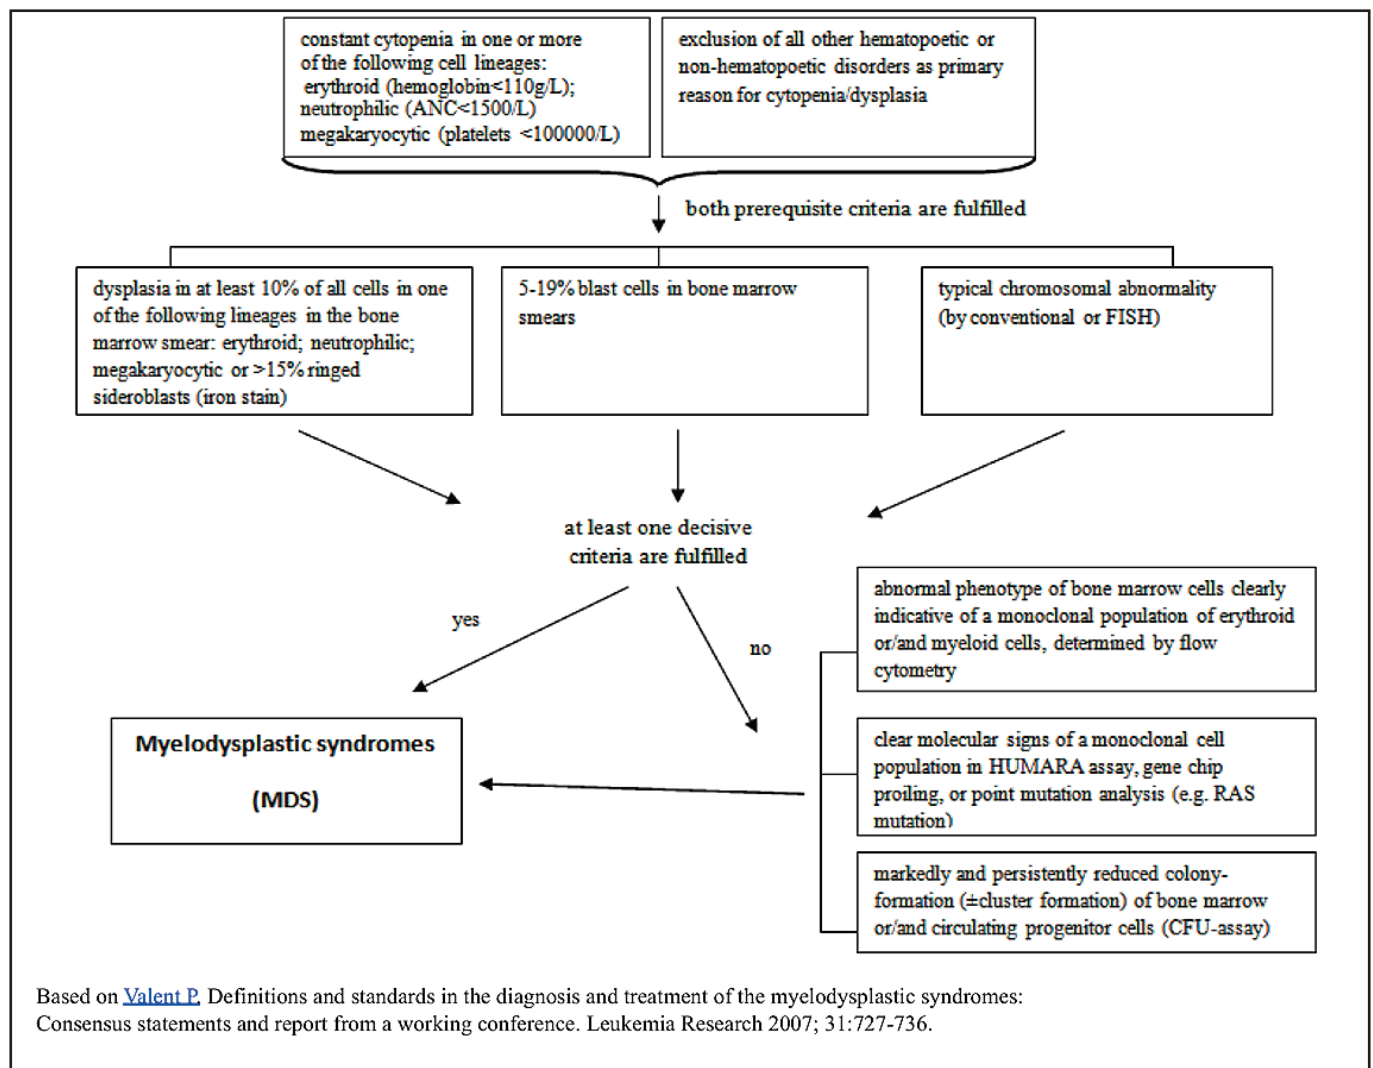 constant cytopenia in one or more
of the following cell lineages:
erythroid (hemoglobin<110g/L);
neutrophilic (ANC<1500/L)
megakaryocytic (platelets <100000/L)
exclusion of all other hematopoetic or
non-hematopoetic disorders as primary
reason for cytopenia/dysplasia
both prerequisite criteria are fulfilled
dysplasia in at least 10% of all cells in one
of the following lineages in the bone
marrow smear: erythroid; neutrophilic;
megakaryocytic or >15% ringed
sideroblasts (iron stain)
5-19% blast cells in bone marrow
smears
typical chromosomal abnormality
(by conventional or FISH)
at least one decisive
criteria are fulfilled
yes
no
abnormal phenotype of bone marrow cells clearly
indicative of a monoclonal population of erythroid
or/and myeloid cells, determined by flow
cytometry
Myelodysplastic syndromes
(MDS)
clear molecular signs of a monoclonal cell
population in HUMARA assay, gene chip
proiling, or point mutation analysis (e.g. RAS
mutation)
markedly and persistently reduced colony-
formation (±cluster formation) of bone marrow
or/and circulating progenitor cells (CFU-assay)
Based on Valent P. Definitions and standards in the diagnosis and treatment of the myelodysplastic syndromes:
Consensus statements and report from a working conference. Leukemia Research 2007; 31:727-736.